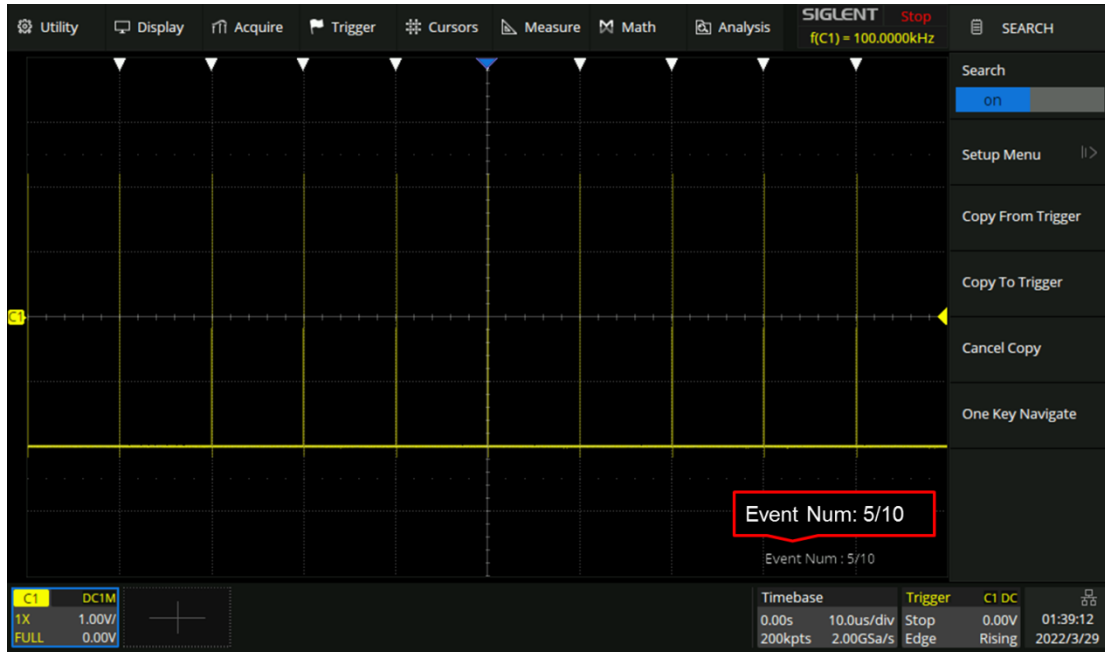 Utility Display Acquire Trigger Cursors Measure Math Analysis SIGLENT Stop SEARCH
f(C1) = 100.0000kHz
Search
on
Setup Menu
Copy From Trigger
Copy To Trigger
C1
Cancel Copy
One Key Navigate
Event Num: 5/10
Event Num : 5/10
C1 DC1M
1X 1.00V/
FULL 0.00V
Timebase
0.00s 10.0us/div
200kpts 2.00GSa/s
Trigger C1 DC
Stop 0.00V
Edge Rising
01:39:12
2022/3/29